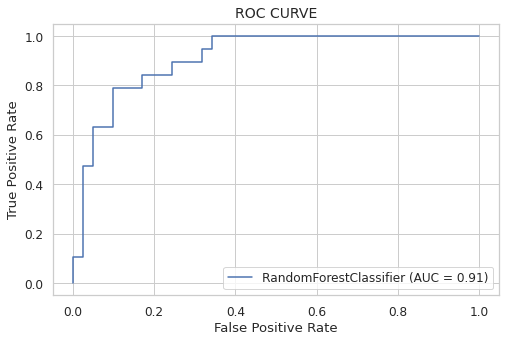 ROC CURVE
1.0
0.8
0.6
0.4
0.2
0.0
True Positive Rate
RandomForestClassifier (AUC = 0.91)
0.0 0.2 0.4 0.6 0.8 1.0
False Positive Rate